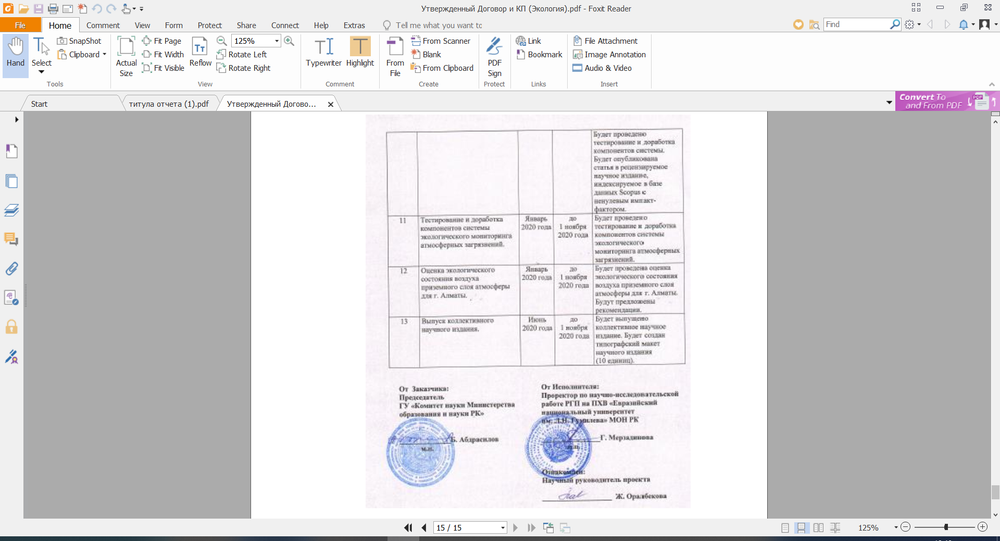 Утвержденный Договор и КП (Экология).pdf - Foxit Reader
File
Home
Comment
View
Form
Protect
Share
Connect
Help
Extras
Tell me what you want to
Find
Hand
Select
SnapShot
Clipboard
Tools
Actual
Size
Fit Page
Fit Width
Fit Visible
Reflow
125%
Rotate Left
Rotate Right
View
Typewriter
Highlight
Comment
From
File
From Scanner
Blank
From Clipboard
Create
PDF
Sign
Protect
Link
Bookmark
Links
File Attachment
Image Annotation
Audio & Video
Insert
Start
титула отчета (1).pdf
Утвержденный Догово...
Convert To
and From PDF
PDF
Будет проведено
тестирование и доработка
компонентов системы.
Будет опубликована
статья в рецензируемое
научное издание,
индексируемое в базе
данных Scopus с
ненулевым импакт-
фактором.
11
Тестирование и доработка
компонентов системы
экологического мониторинга
атмосферных загрязнений.
Январь
2020 года
до
1 ноября
2020 года
Будет проведено
тестирование и доработка
компонентов системы
экологического
мониторинга атмосферных
загрязнений.
12
Оценка экологического
состояния воздуха
приземного слоя атмосферы
для г. Алматы.
Январь
2020 года
до
1 ноября
2020 года
Будет проведена оценка
экологического состояния
воздуха приземного слоя
атмосферы для г. Алматы.
Будут предложены
рекомендации.
13
Выпуск коллективного
научного издания.
Июнь
2020 года
до
1 ноября
2020 года
Будет выпущено
коллективное научное
издание. Будет создан
типографский макет
научного издания
(10 единиц).
От Заказчика:
Председатель
ГУ «Комитет науки Министерства
образования и науки РК»
Б. Абдрасилов
м.п.
От Исполнителя:
Проректор по научно-исследовательской
работе РГП на ПХВ «Евразийский
национальный университет
им. Л.Н. Гумилева» МОН РК
Г. Мерзадинова
м.п.
Ознакомлен:
Научный руководитель проекта
Ж. Оралбекова
15 / 15
125%